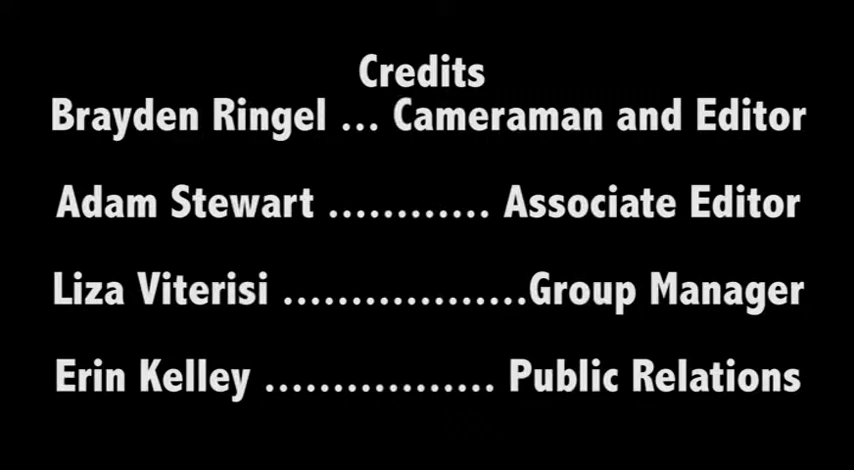 Credits
Brayden Ringel ... Cameraman and Editor
Adam Stewart ............ Associate Editor
Liza Viterisi ..................Group Manager
Erin Kelley ................. Public Relations